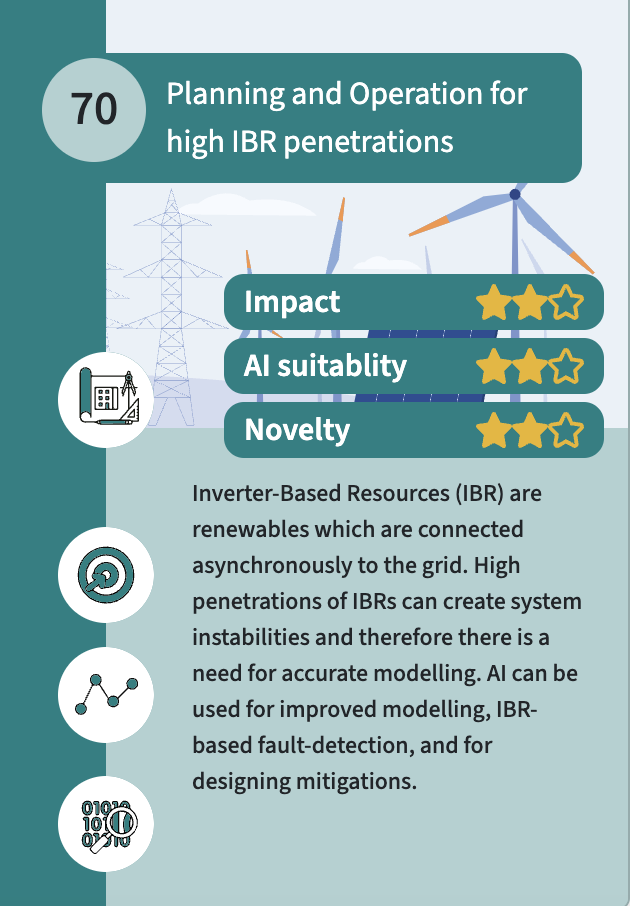 70
Planning and Operation for
high IBR penetrations
Impact
AI suitablity
Novelty
Inverter-Based Resources (IBR) are
renewables which are connected
asynchronously to the grid. High
penetrations of IBRs can create system
instabilities and therefore there is a
need for accurate modelling. AI can be
used for improved modelling, IBR-
based fault-detection, and for
designing mitigations.